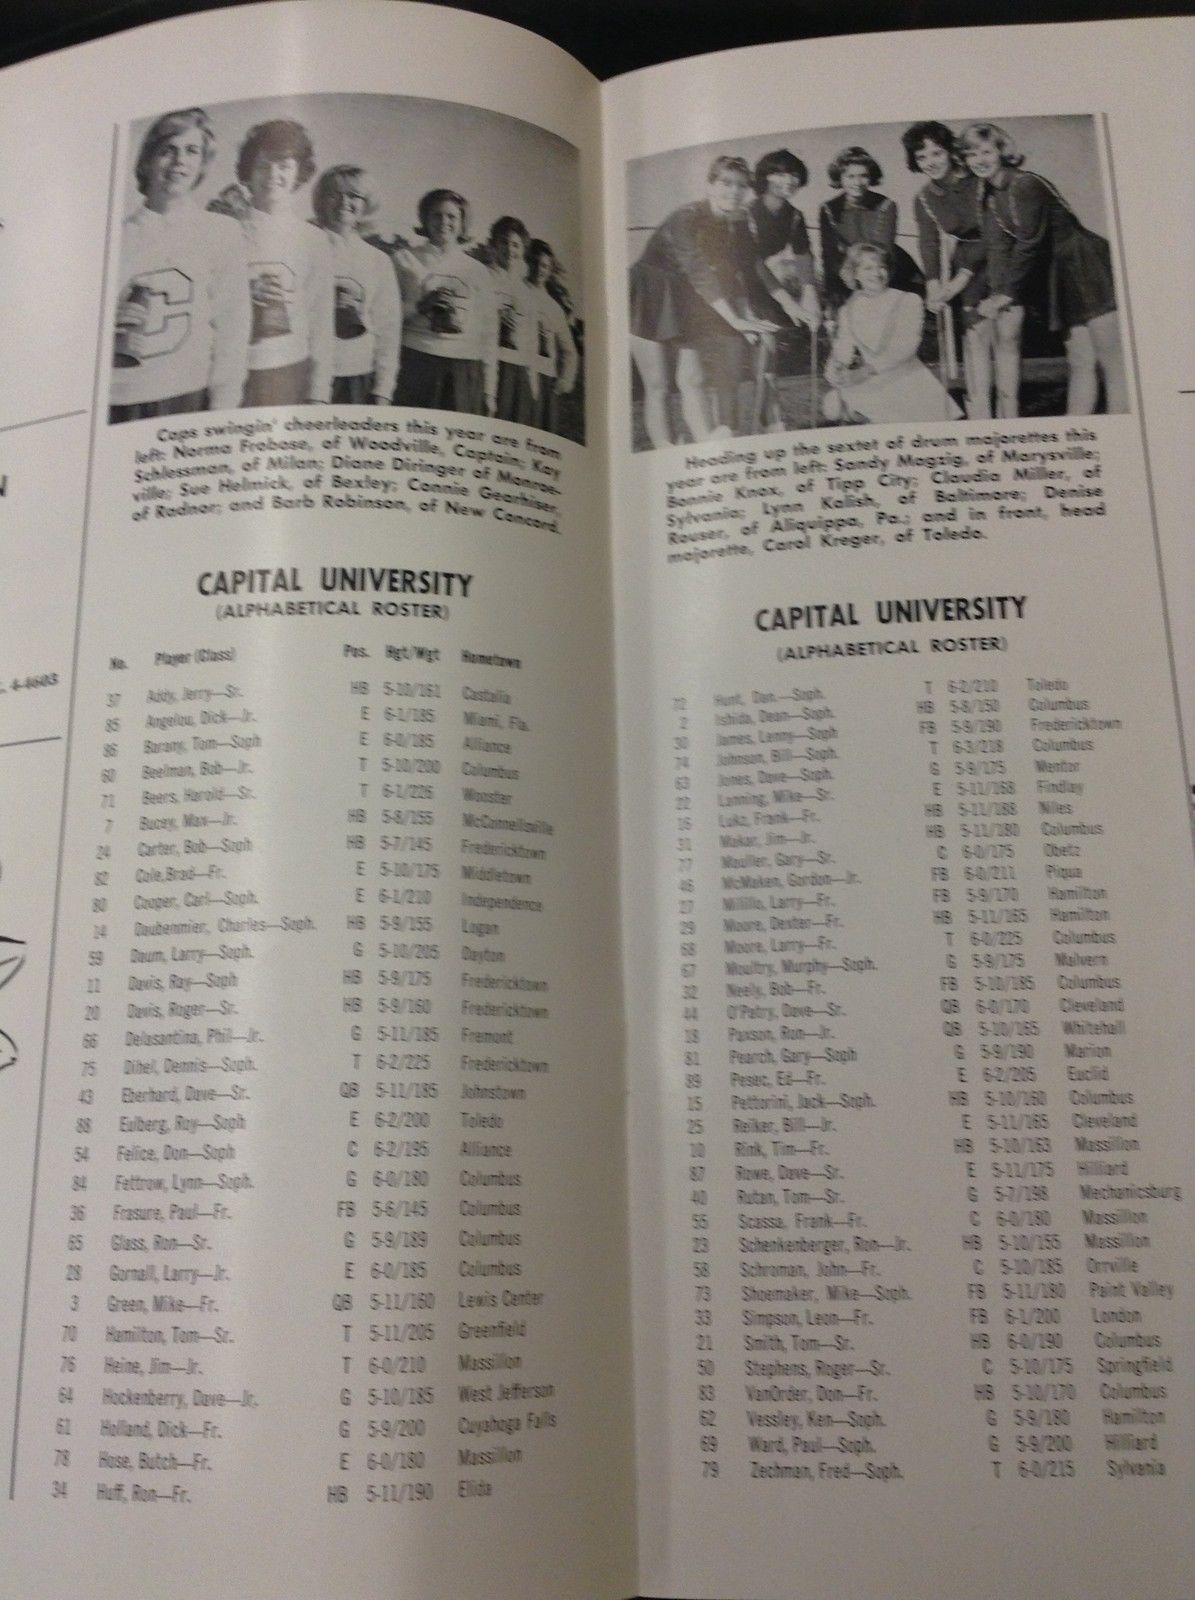 4-4603
Caps swingin' cheerleaders this year are from
left: Norma Frobose, of Woodville, Captain; Kay
Schlessman, of Milan; Diane Diringer of Monroe-
ville; Sue Helmick, of Bexley; Connie Gearhiser,
of Radnor; and Barb Robinson, of New Concord.
CAPITAL UNIVERSITY
(ALPHABETICAL ROSTER)
No. Player (Class) Pos. Hgt/Wgt Hometown
37 Addy, Jerry—Sr. HB 5-10/161 Castalia
85 Angelou, Dick—Jr. E 6-1/185 Miami, Fla.
86 Barany, Tom—Soph E 6-0/185 Alliance
60 Beelman, Bob—Jr. T 5-10/200 Columbus
71 Beers, Harold—Sr. T 6-1/225 Wooster
7 Bucey, Max—Jr. HB 5-8/155 McConnellsville
24 Carter, Bob—Soph HB 5-7/145 Fredericktown
82 Cole,Brad—Fr. E 5-10/175 Middletown
80 Cooper, Carl—Soph E 6-1/210 Independence
14 Daubenmier, Charles—Soph. HB 5-9/155 Logan
59 Daum, Larry—Soph. G 5-10/205 Dayton
11 Davis, Ray—Soph HB 5-9/175 Fredericktown
20 Davis, Roger—Sr. HB 5-9/160 Fredericktown
66 Delasantina, Phil—Jr. G 5-11/185 Fremont
75 Dihel, Dennis—Soph. T 6-2/225 Fredericktown
43 Eberhard, Dave—Sr. QB 5-11/185 Johnstown
88 Eulberg, Ray—Soph E 6-2/200 Toledo
54 Felice, Don—Soph C 6-2/195 Alliance
84 Fettrow, Lynn—Soph. G 6-0/180 Columbus
36 Frasure, Paul—Fr. FB 5-6/145 Columbus
65 Glass, Ron—Sr. G 5-9/189 Columbus
28 Gornall, Larry—Jr. E 6-0/185 Columbus
3 Green, Mike—Fr. QB 5-11/160 Lewis Center
70 Hamilton, Tom—Sr. T 5-11/205 Greenfield
76 Heine, Jim—Jr. T 6-0/210 Massillon
64 Hockenberry, Dave—Jr. G 5-10/185 West Jefferson
61 Holland, Dick—Fr. G 5-9/200 Cuyahoga Falls
78 Hose, Butch—Fr. E 6-0/180 Massillon
34 Huff, Ron—Fr. HB 5-11/190 Elida
Heading up the sextet of drum majorettes this
year are from left: Sandy Magzig, of Marysville;
Bonnie Knox, of Tipp City; Claudia Miller, of
Sylvania; Lynn Kalish, of Baltimore; Denise
Rouser, of Aliquippa, Pa.; and in front, head
majorette, Carol Kreger, of Toledo.
CAPITAL UNIVERSITY
(ALPHABETICAL ROSTER)
72 Hunt, Dan.—Soph. T 6-2/210 Toledo
2 Ishida, Dean—Soph. HB 5-8/150 Columbus
30 James, Lenny—Soph FB 5-9/190 Fredericktown
74 Johnson, Bill—Soph. T 6-3/218 Columbus
63 Jones, Dave—Soph. G 5-9/175 Mentor
22 Lanning, Mike—Sr. E 5-11/168 Findlay
16 Luka, Frank—Fr. HB 5-11/188 Niles
31 Makar, Jim—Jr. HB 5-11/180 Columbus
77 Mauller, Gary—Sr. C 6-0/175 Obetz
46 McMaken, Gordon—Jr. FB 6-0/211 Piqua
27 Milillo, Larry—Fr. FB 5-9/170 Hamilton
29 Moore, Dexter—Fr. HB 5-11/165 Hamilton
68 Moore, Larry—Fr. T 6-0/225 Columbus
67 Moultry, Murphy—Soph. G 5-9/175 Malvern
32 Neely, Bob—Fr. FB 5-10/185 Columbus
44 O'Patry, Dave—Sr. QB 6-0/170 Cleveland
18 Paxson, Ron—Jr. QB 5-10/165 Whitehall
81 Pearch, Gary—Soph G 5-9/190 Marion
89 Pesec, Ed—Fr. E 6-2/205 Euclid
15 Pettorini, Jack—Soph. HB 5-10/160 Columbus
25 Reiker, Bill—Jr. E 5-11/165 Cleveland
10 Rink, Tim—Fr. HB 5-10/163 Massillon
87 Rowe, Dave—Sr. E 5-11/175 Hilliard
40 Rutan, Tom—Sr. G 5-7/198 Mechanicsburg
55 Scassa, Frank—Fr. C 6-0/180 Massillon
23 Schenkenberger, Ron—Jr. HB 5-10/155 Massillon
58 Schroman, John—Fr. C 5-10/185 Orrville
73 Shoemaker, Mike—Soph. FB 5-11/180 Paint Valley
33 Simpson, Leon—Fr. FB 6-1/200 London
21 Smith, Tom—Sr. HB 6-0/190 Columbus
50 Stephens, Roger—Sr. C 5-10/175 Springfield
83 VanOrder, Don—Fr. HB 5-10/170 Columbus
62 Vessley, Ken—Soph. G 5-9/180 Hamilton
69 Ward, Paul—Soph. G 5-9/200 Hilliard
79 Zechman, Fred—Soph. T 6-0/215 Sylvania